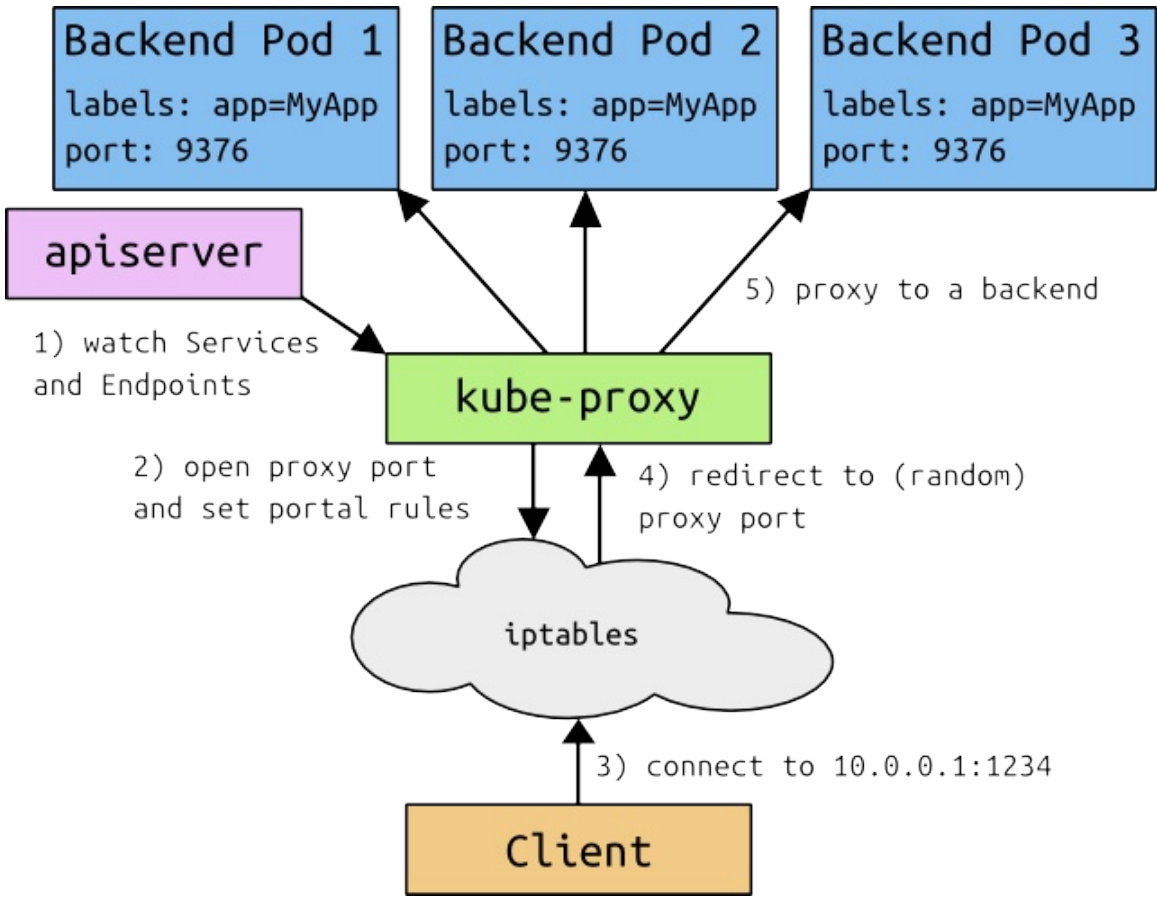 Backend Pod 1
labels: app=MyApp
port: 9376
Backend Pod 2
labels: app=MyApp
port: 9376
Backend Pod 3
labels: app=MyApp
port: 9376
apiserver
1) watch Services
and Endpoints
5) proxy to a backend
kube-proxy
2) open proxy port
and set portal rules
4) redirect to (random)
proxy port
iptables
3) connect to 10.0.0.1:1234
Client